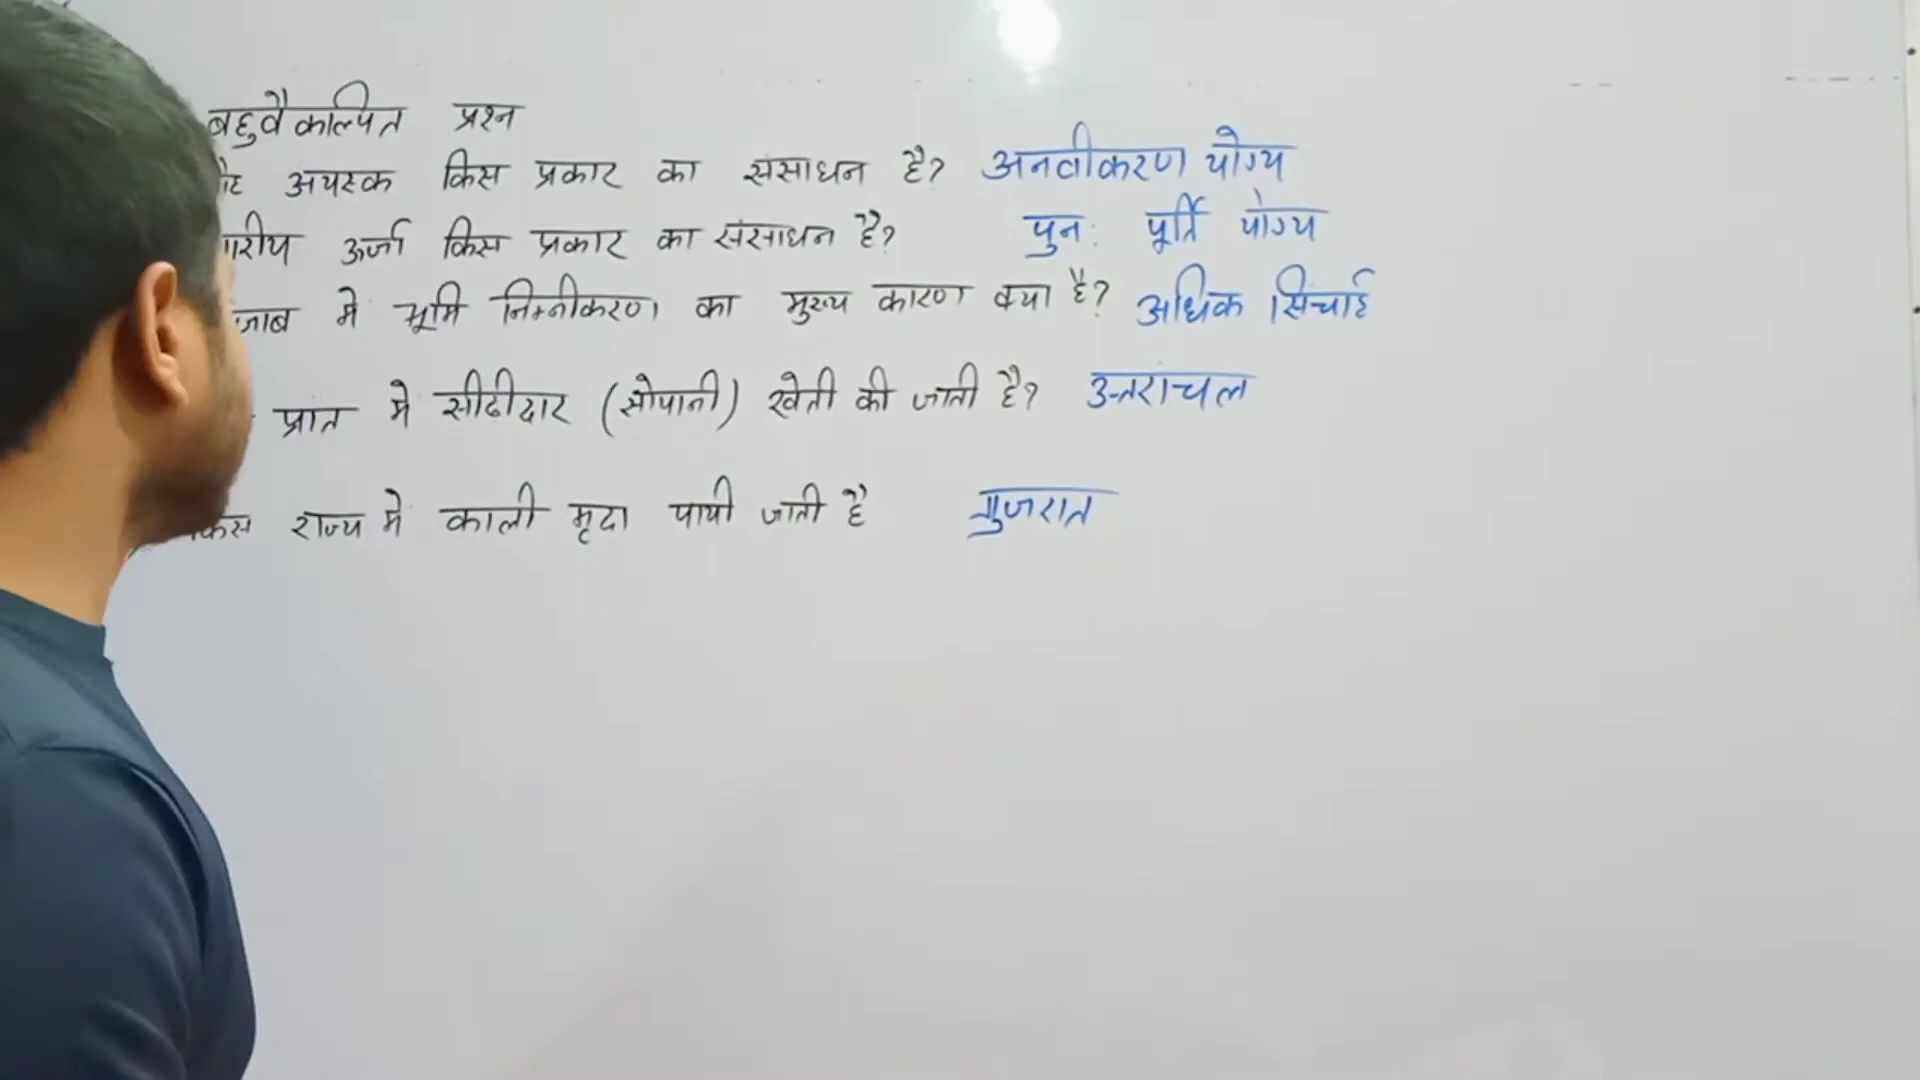 बहुवैकल्पित प्रश्न
अयस्क किस प्रकार का संसाधन है? अनवीकरण योग्य
ऊर्जा किस प्रकार का संसाधन है? पुनः पूर्ति योग्य
मे भूमि निम्नीकरण का मुख्य कारण क्या है? अधिक सिंचाई
प्रांत मे सीढीदार (सोपानी) खेती की जाती है? उत्तरांचल
किस राज्य मे काली मृदा पायी जाती है गुजरात